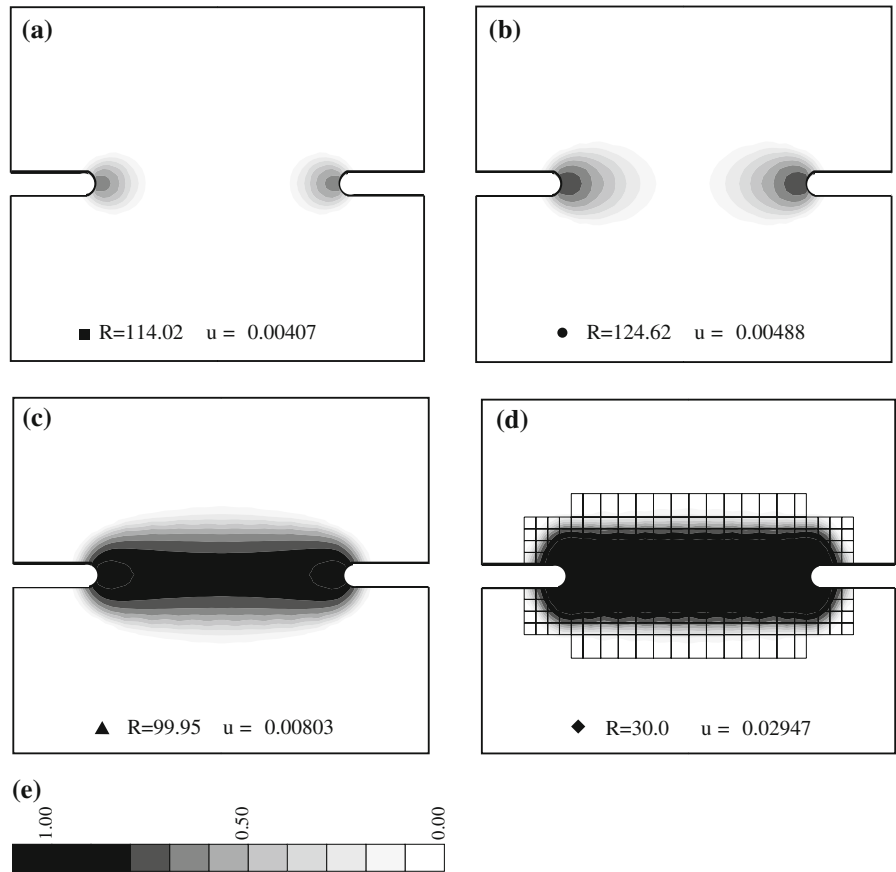 (a)
(b)
■ R=114.02 u = 0.00407
● R=124.62 u = 0.00488
(c)
(d)
▲ R=99.95 u = 0.00803
◆ R=30.0 u = 0.02947
(e)
1.00 0.50 0.00